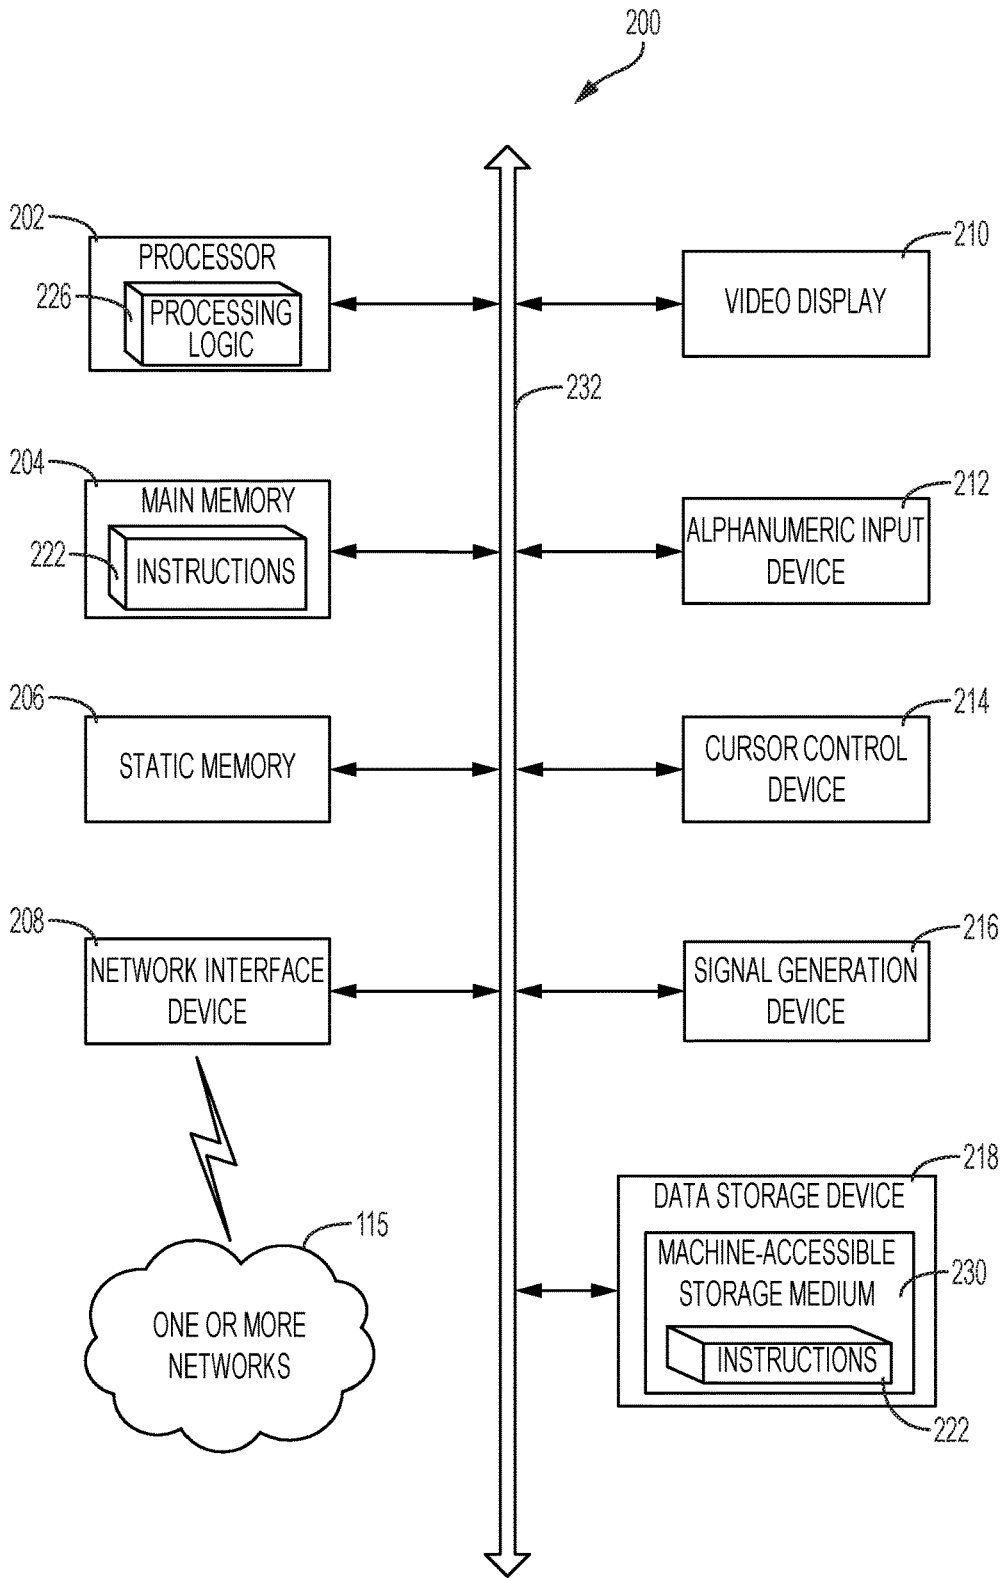 200
202
PROCESSOR
226
PROCESSING
LOGIC
210
VIDEO DISPLAY
232
204
MAIN MEMORY
222
INSTRUCTIONS
212
ALPHANUMERIC INPUT
DEVICE
206
STATIC MEMORY
214
CURSOR CONTROL
DEVICE
208
NETWORK INTERFACE
DEVICE
216
SIGNAL GENERATION
DEVICE
115
ONE OR MORE
NETWORKS
218
DATA STORAGE DEVICE
MACHINE-ACCESSIBLE
STORAGE MEDIUM
230
INSTRUCTIONS
222